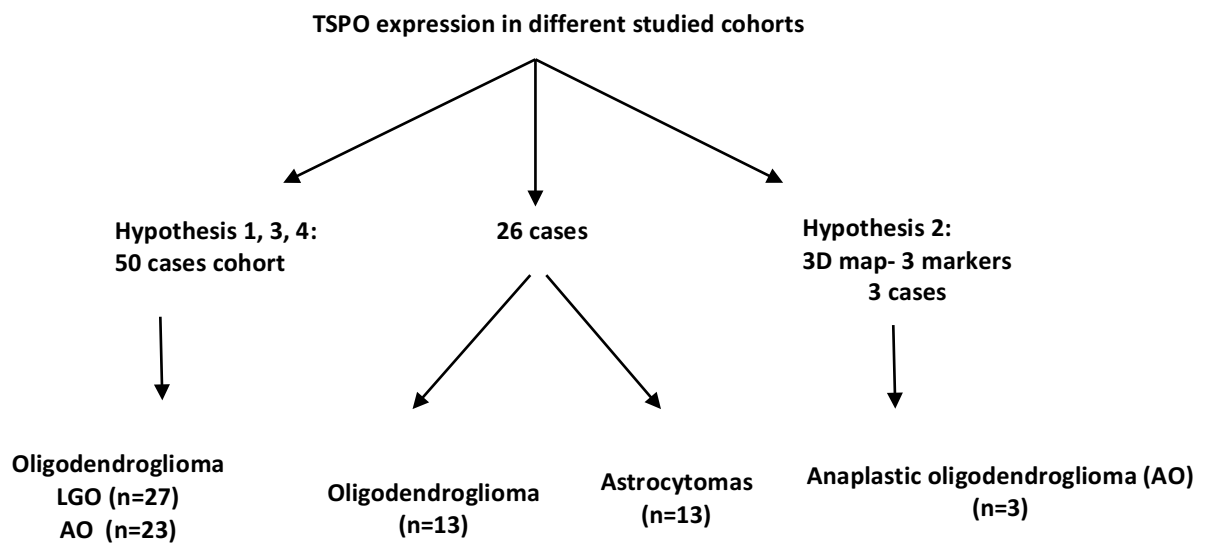 TSPO expression in different studied cohorts
Hypothesis 1, 3, 4:
50 cases cohort
26 cases
Hypothesis 2:
3D map- 3 markers
3 cases
Oligodendroglioma
LGO (n=27)
AO (n=23)
Oligodendroglioma
(n=13)
Astrocytomas
(n=13)
Anaplastic oligodendroglioma (AO)
(n=3)